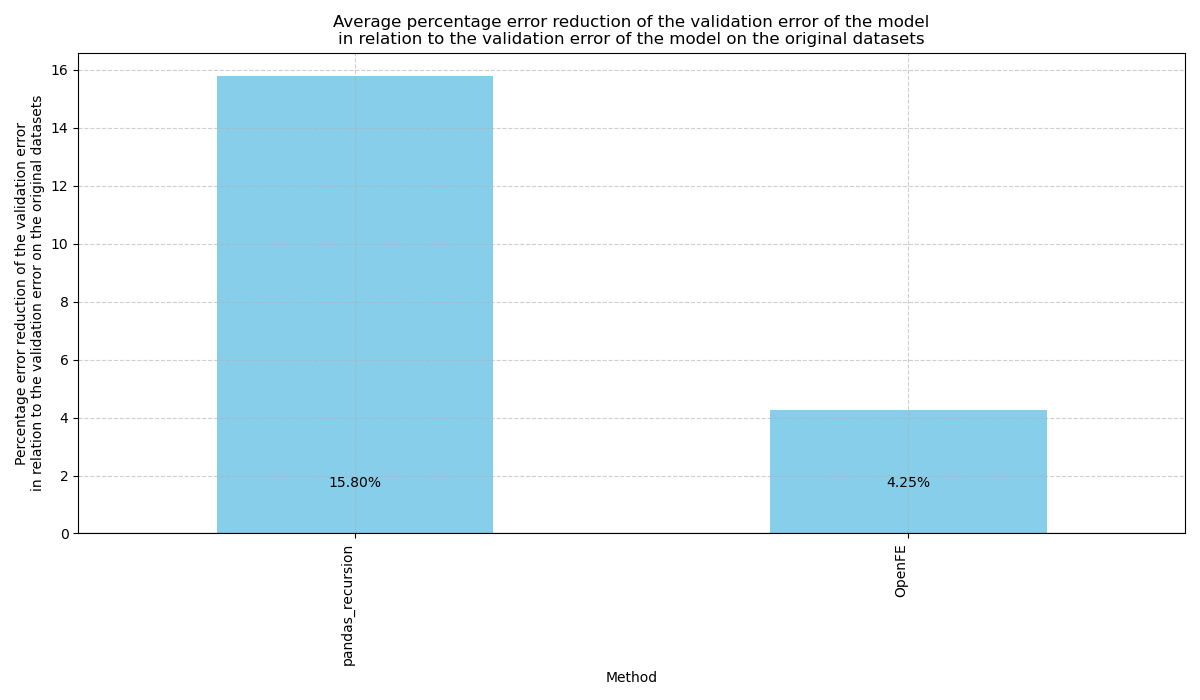 Average percentage error reduction of the validation error of the model
in relation to the validation error of the model on the original datasets
Percentage error reduction of the validation error
in relation to the validation error on the original datasets
16
14
12
10
8
6
4
2
0
15.80%
4.25%
pandas_recursion
OpenFE
Method